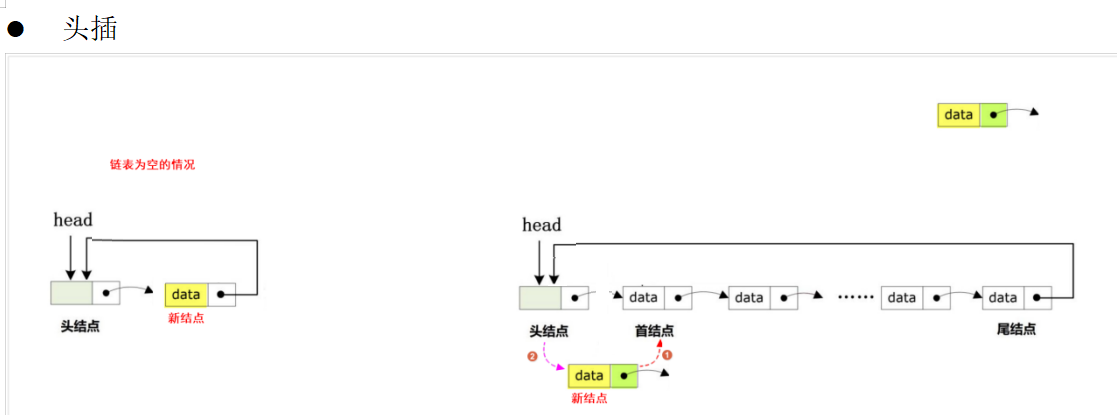 ● 头插
data
链表为空的情况
head
head
data
data
data
…… data
data
新结点
头结点
头结点
首结点
尾结点
2
1
data
新结点